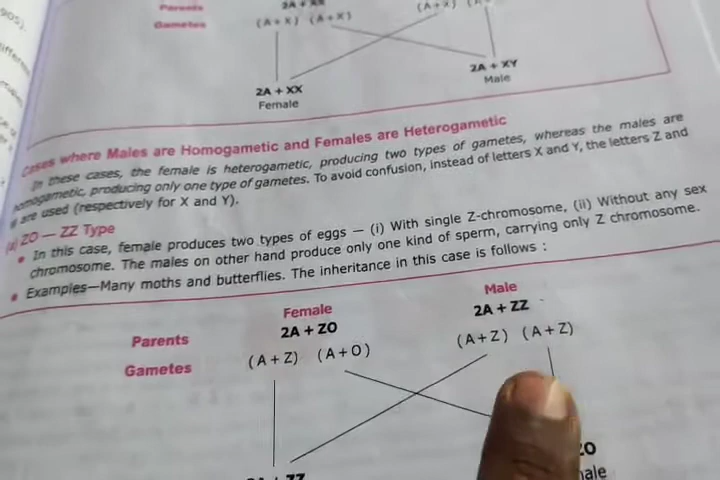 905).
Parents
Gametes
(A+X) (A+X)
(A+X)
2A + XX
Female
2A + XY
Male
Cases where Males are Homogametic and Females are Heterogametic
In these cases, the female is heterogametic, producing two types of gametes, whereas the males are
homogametic, producing only one type of gametes. To avoid confusion, instead of letters X and Y, the letters Z and
are used (respectively for X and Y).
(a) ZO — ZZ Type
• In this case, female produces two types of eggs — (i) With single Z-chromosome, (ii) Without any sex
chromosome. The males on other hand produce only one kind of sperm, carrying only Z chromosome.
• Examples—Many moths and butterflies. The inheritance in this case is follows :
Female Male
Parents 2A + ZO 2A + ZZ
Gametes (A+Z) (A+O) (A+Z) (A+Z)